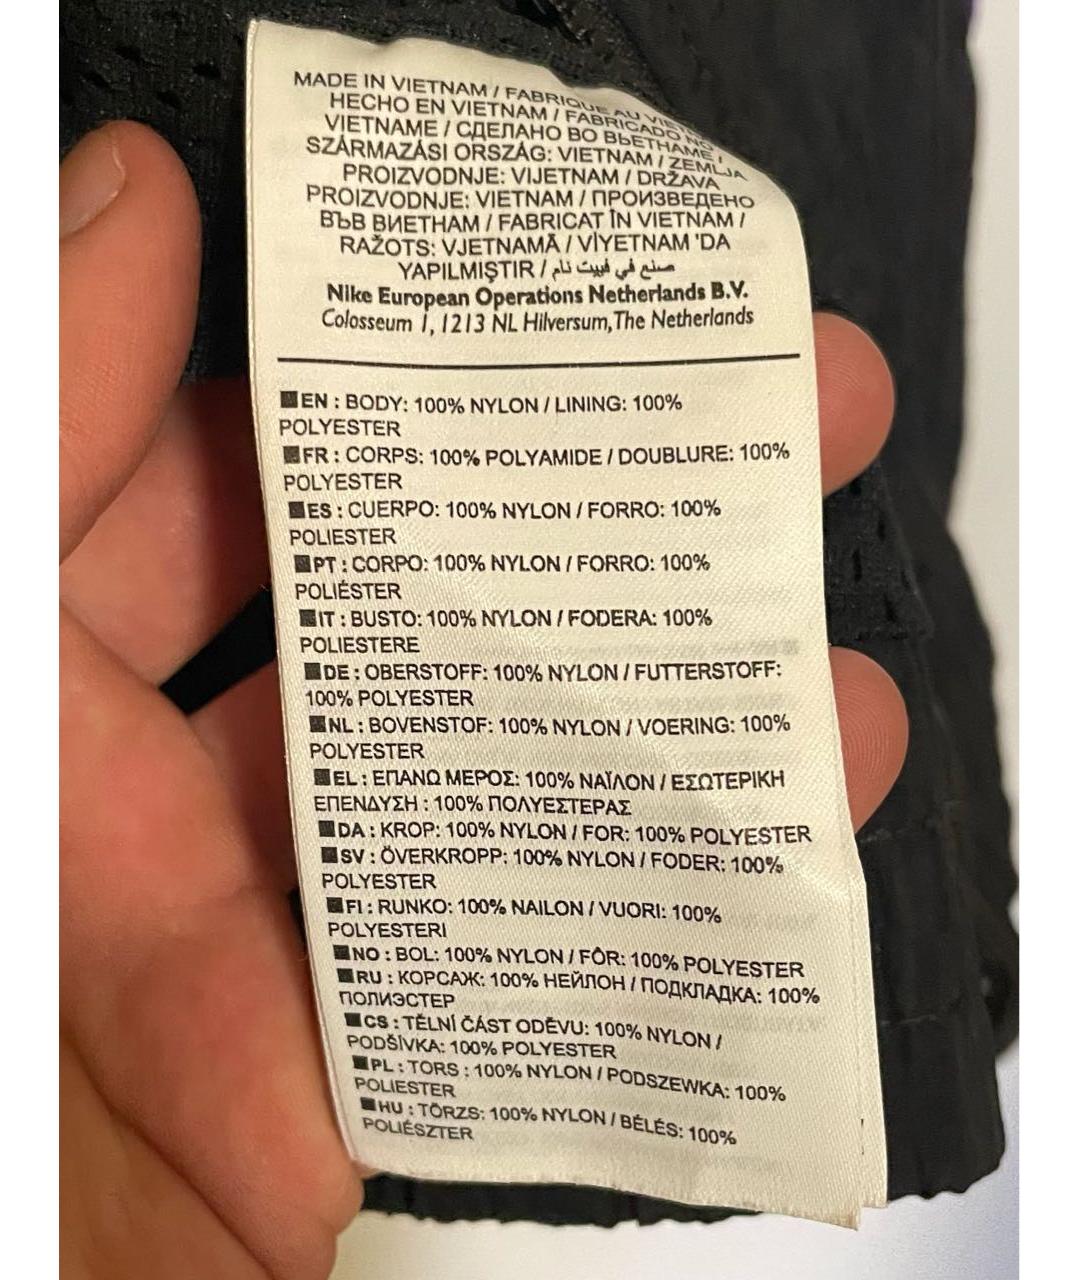 MADE IN VIETNAM / FABRIQUE AU
HECHO EN VIETNAM / FABRICADO NO
VIETNAME / СДЕЛАНО ВО ВЬЕТНАМЕ /
SZÁRMAZÁSI ORSZÁG: VIETNAM / ZEMLJA
PROIZVODNJE: VIJETNAM / DRŽAVA
PROIZVODNJE: VIETNAM / ПРОИЗВЕДЕНО
ВЪВ ВИЕТНАМ / FABRICAT ÎN VIETNAM /
RAŽOTS: VJETNAMĀ / VİYETNAM 'DA
YAPILMIŞTIR / صنع في فييت نام
Nike European Operations Netherlands B.V.
Colosseum 1, 1213 NL Hilversum, The Netherlands
EN : BODY: 100% NYLON / LINING: 100%
POLYESTER
FR : CORPS: 100% POLYAMIDE / DOUBLURE: 100%
POLYESTER
ES : CUERPO: 100% NYLON / FORRO: 100%
POLIESTER
PT : CORPO: 100% NYLON / FORRO: 100%
POLIÉSTER
IT : BUSTO: 100% NYLON / FODERA: 100%
POLIESTERE
DE : OBERSTOFF: 100% NYLON / FUTTERSTOFF:
100% POLYESTER
NL : BOVENSTOF: 100% NYLON / VOERING: 100%
POLYESTER
EL : ΕΠΑΝΩ ΜΕΡΟΣ: 100% ΝΑΪΛΟΝ / ΕΣΩΤΕΡΙΚΗ
ΕΠΕΝΔΥΣΗ : 100% ΠΟΛΥΕΣΤΕΡΑΣ
DA : KROP: 100% NYLON / FOR: 100% POLYESTER
SV : ÖVERKROPP: 100% NYLON / FODER: 100%
POLYESTER
FI : RUNKO: 100% NAILON / VUORI: 100%
POLYESTERI
NO : BOL: 100% NYLON / FÔR: 100% POLYESTER
RU : КОРСАЖ: 100% НЕЙЛОН / ПОДКЛАДКА: 100%
ПОЛИЭСТЕР
CS : TĚLNÍ ČÁST ODĚVU: 100% NYLON /
PODŠÍVKA: 100% POLYESTER
PL : TORS : 100% NYLON / PODSZEWKA: 100%
POLIESTER
HU : TÖRZS: 100% NYLON / BÉLÉS: 100%
POLIÉSZTER